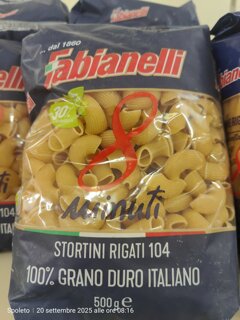 dal 1860
Fabianelli
8
minuti
STORTINI RIGATI 104
100% GRANO DURO ITALIANO
500g e
Spoleto | 20 settembre 2025 alle ore 08:16